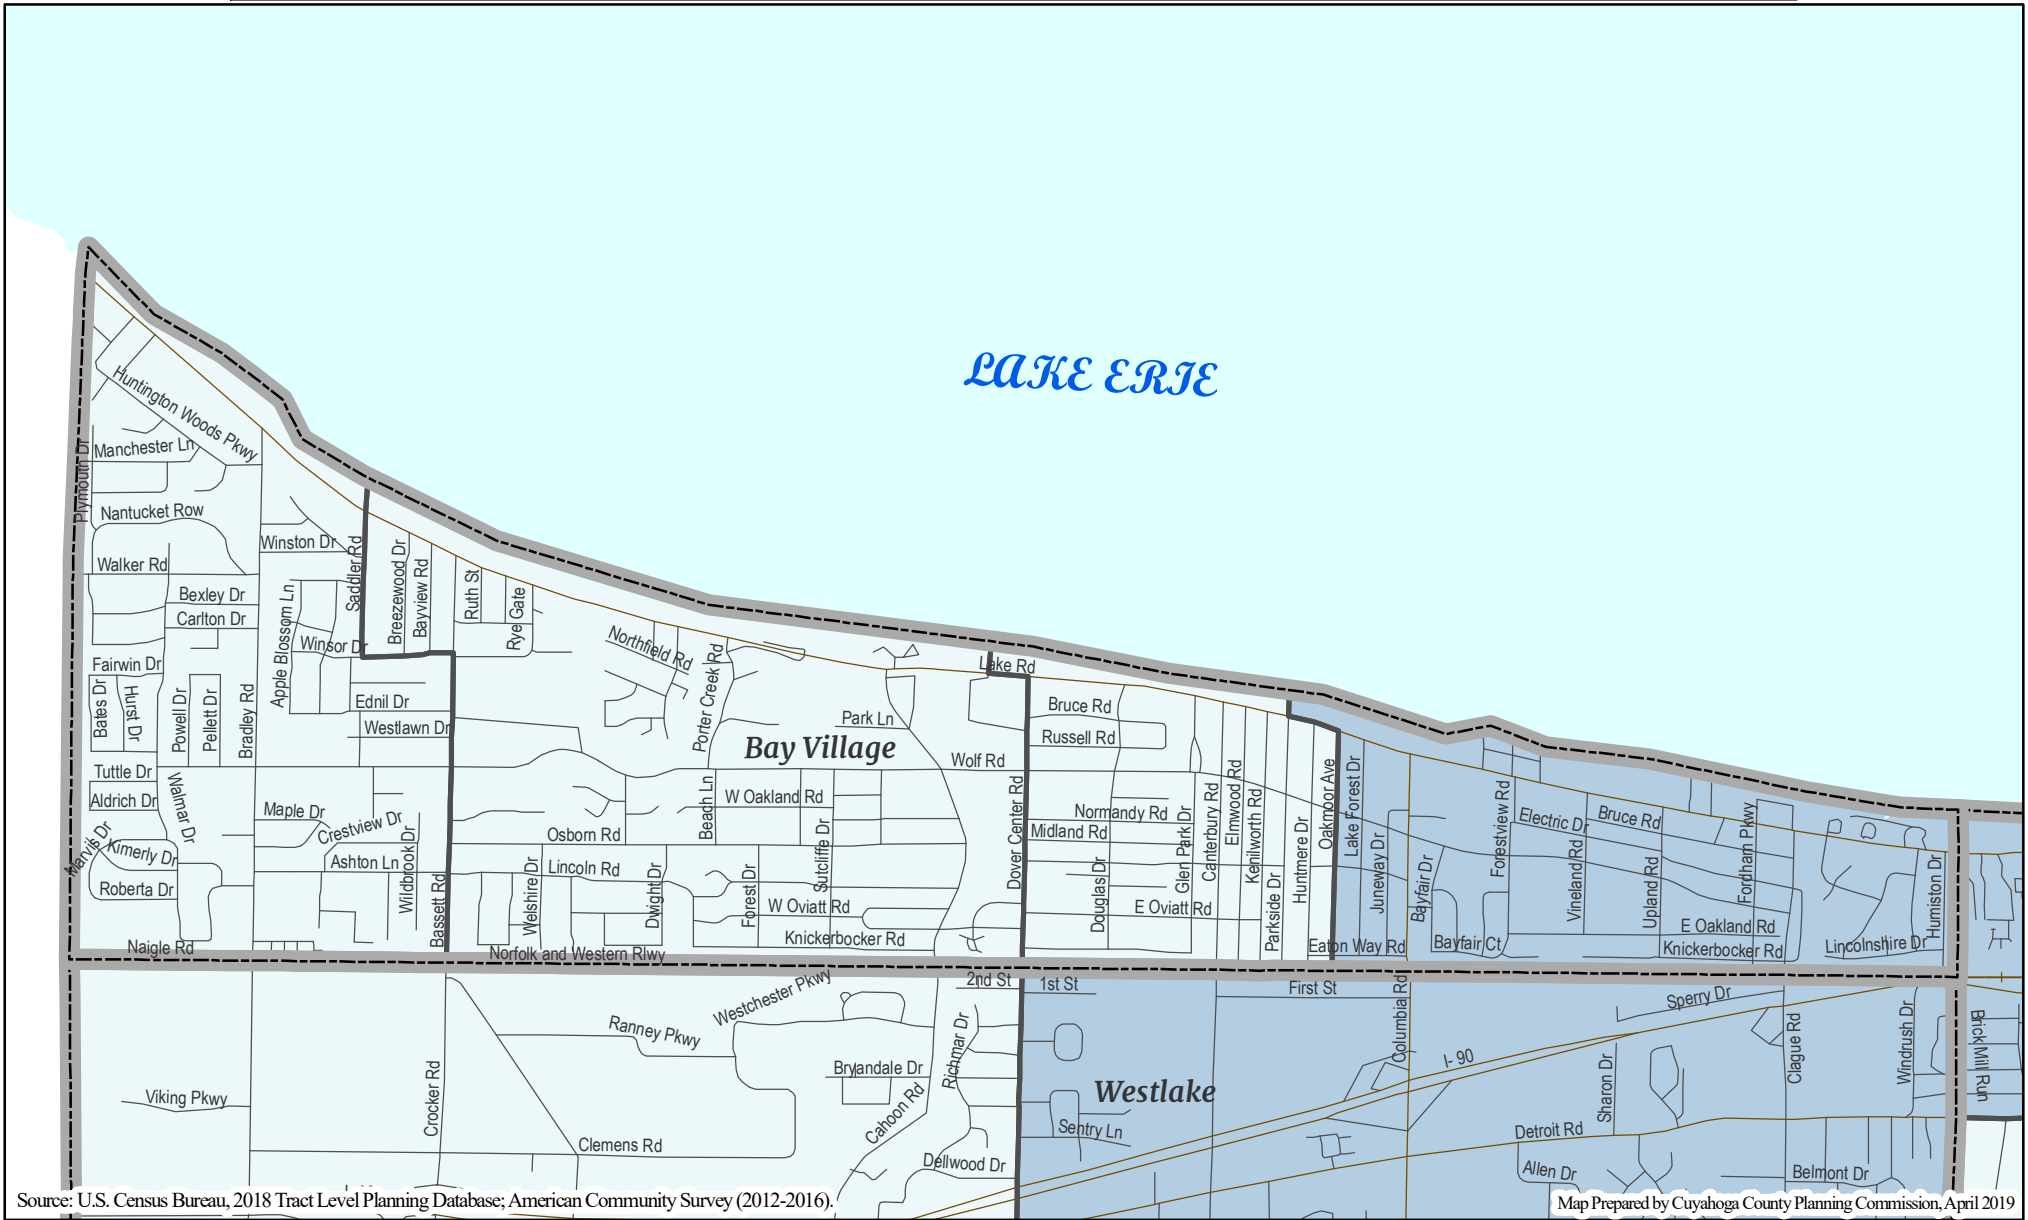 LAKE ERIE
Huntington Woods Pkwy
Manchester Ln
Plymouth Dr
Nantucket Row
Winston Dr
Saddler Rd
Breezewood Dr
Bayview Rd
Ruth St
Rye Gate
Walker Rd
Bexley Dr
Carlton Dr
Apple Blossom Ln
Winsor Dr
Northfield Rd
Porter Creek Rd
Lake Rd
Fairwin Dr
Bates Dr
Hurst Dr
Powell Dr
Pellett Dr
Bradley Rd
Ednil Dr
Westlawn Dr
Park Ln
Bay Village
Bruce Rd
Russell Rd
Wolf Rd
Tuttle Dr
Aldrich Dr
Walmar Dr
Maple Dr
Crestview Dr
Beach Ln
W Oakland Rd
Osborn Rd
Sutcliffe Dr
Dover Center Rd
Normandy Rd
Midland Rd
Glen Park Dr
Canterbury Rd
Elmwood Rd
Kenilworth Rd
Parkside Dr
Huntmere Dr
Oakmoor Ave
Lake Forest Dr
Juneway Dr
Bayfair Dr
Forestview Rd
Electric Dr
Bruce Rd
Vineland Rd
Upland Rd
Fordham Pkwy
Humiston Dr
Marvis Dr
Kimerly Dr
Roberta Dr
Ashton Ln
Wildbrook Dr
Bassett Rd
Welshire Dr
Lincoln Rd
Dwight Dr
Forest Dr
W Oviatt Rd
Douglas Dr
E Oviatt Rd
Knickerbocker Rd
Eaton Way Rd
Bayfair Ct
E Oakland Rd
Knickerbocker Rd
Lincolnshire Dr
Naigle Rd
Norfolk and Western Rlwy
2nd St
1st St
First St
Columbia Rd
Sperry Dr
Westchester Pkwy
Ranney Pkwy
Richmar Dr
I- 90
Sharon Dr
Clague Rd
Windrush Dr
Brick Mill Run
Viking Pkwy
Crocker Rd
Brylandale Dr
Cahoon Rd
Westlake
Sentry Ln
Detroit Rd
Clemens Rd
Dellwood Dr
Allen Dr
Belmont Dr
Source: U.S. Census Bureau, 2018 Tract Level Planning Database; American Community Survey (2012-2016).
Map Prepared by Cuyahoga County Planning Commission, April 2019